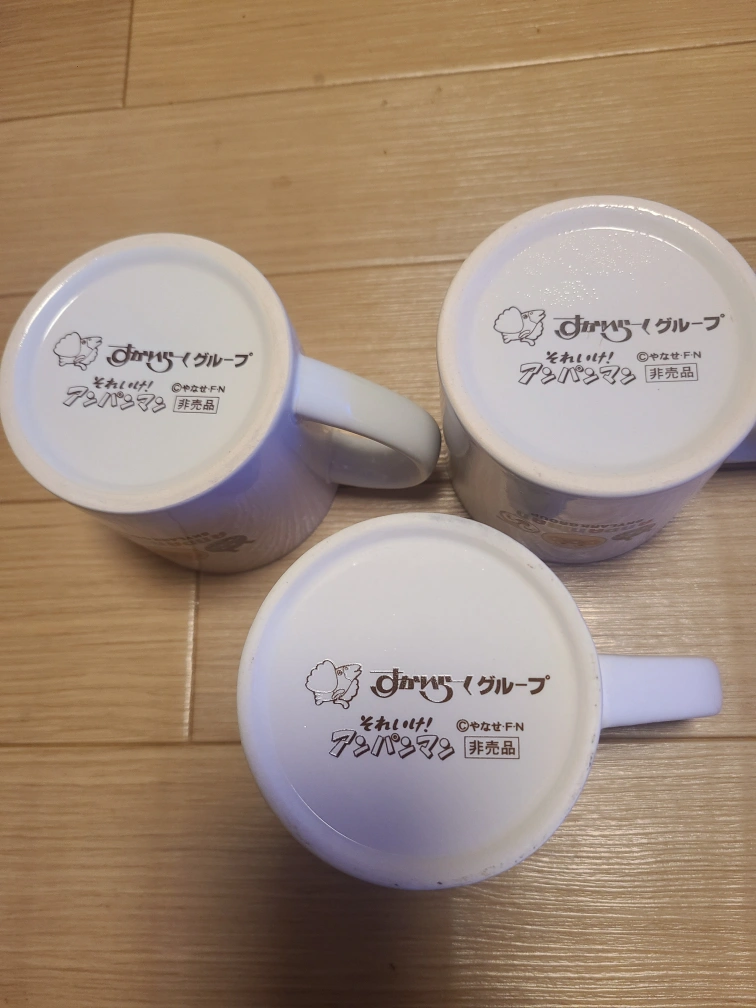 すかいらーくグループ
それいけ!
アンパンマン
©やなせ・F・N
非売品
すかいらーくグループ
それいけ!
アンパンマン
©やなせ・F・N
非売品
すかいらーくグループ
それいけ!
アンパンマン
©やなせ・F・N
非売品